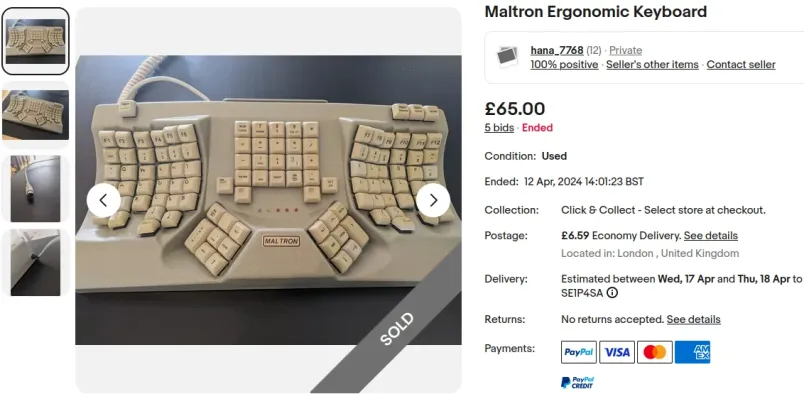 Maltron Ergonomic Keyboard
hana_7768 (12) · Private
100% positive · Seller's other items · Contact seller
£65.00
5 bids · Ended
Condition: Used
Ended: 12 Apr, 2024 14:01:23 BST
Collection: Click & Collect - Select store at checkout.
Postage: £6.59 Economy Delivery. See details
Located in: London , United Kingdom
Delivery: Estimated between Wed, 17 Apr and Thu, 18 Apr to
SE1P4SA
Returns: No returns accepted. See details
Payments: PayPal VISA mastercard AMEX
PayPal
CREDIT
MALTRON
SOLD